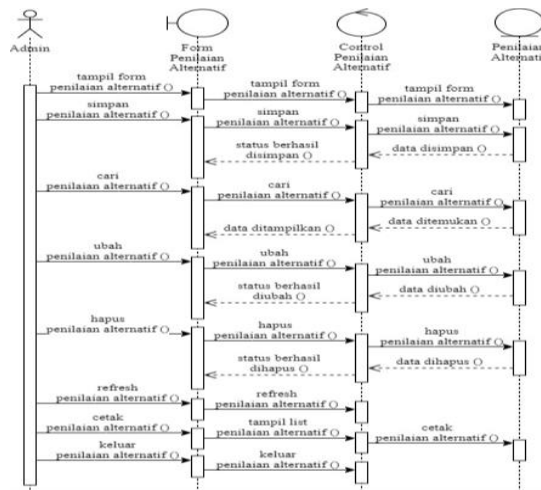 Admin
Form
Penilaian
Alternatif
Control
Penilaian
Alternatif
Penilaian
Alternatif
tampil form
penilaian alternatif ()
tampil form
penilaian alternatif ()
tampil form
penilaian alternatif ()
simpan
penilaian alternatif ()
simpan
penilaian alternatif ()
simpan
penilaian alternatif ()
status berhasil
disimpan ()
data disimpan ()
cari
penilaian alternatif ()
cari
penilaian alternatif ()
cari
penilaian alternatif ()
data ditampilkan ()
data ditemukan ()
ubah
penilaian alternatif ()
ubah
penilaian alternatif ()
ubah
penilaian alternatif ()
status berhasil
diubah ()
data diubah ()
hapus
penilaian alternatif ()
hapus
penilaian alternatif ()
hapus
penilaian alternatif ()
status berhasil
dihapus ()
data dihapus ()
refresh
penilaian alternatif ()
refresh
penilaian alternatif ()
cetak
penilaian alternatif ()
tampil list
penilaian alternatif ()
cetak
penilaian alternatif ()
keluar
penilaian alternatif ()
keluar
penilaian alternatif ()